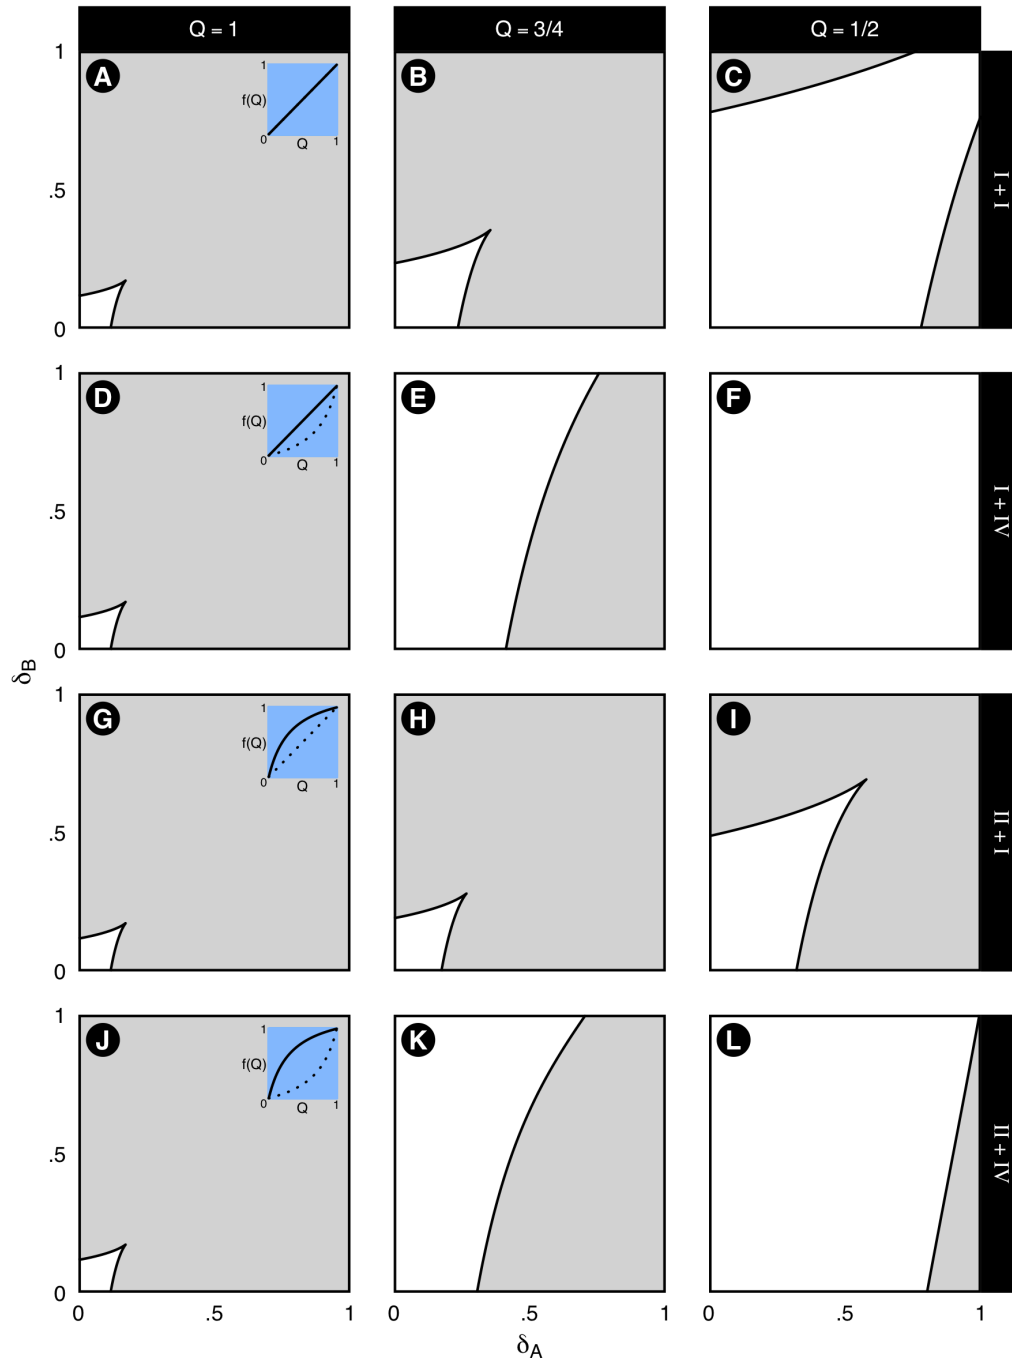 Q = 1
Q = 3/4
Q = 1/2
1
.5
0
A
1
f(Q)
0
Q
1
B
C
I + I
1
.5
0
D
1
f(Q)
0
Q
1
E
F
I + IV
δB
1
.5
0
G
1
f(Q)
0
Q
1
H
I
II + I
1
.5
0
J
1
f(Q)
0
Q
1
K
L
II + IV
0
.5
1
0
.5
1
0
.5
1
δA